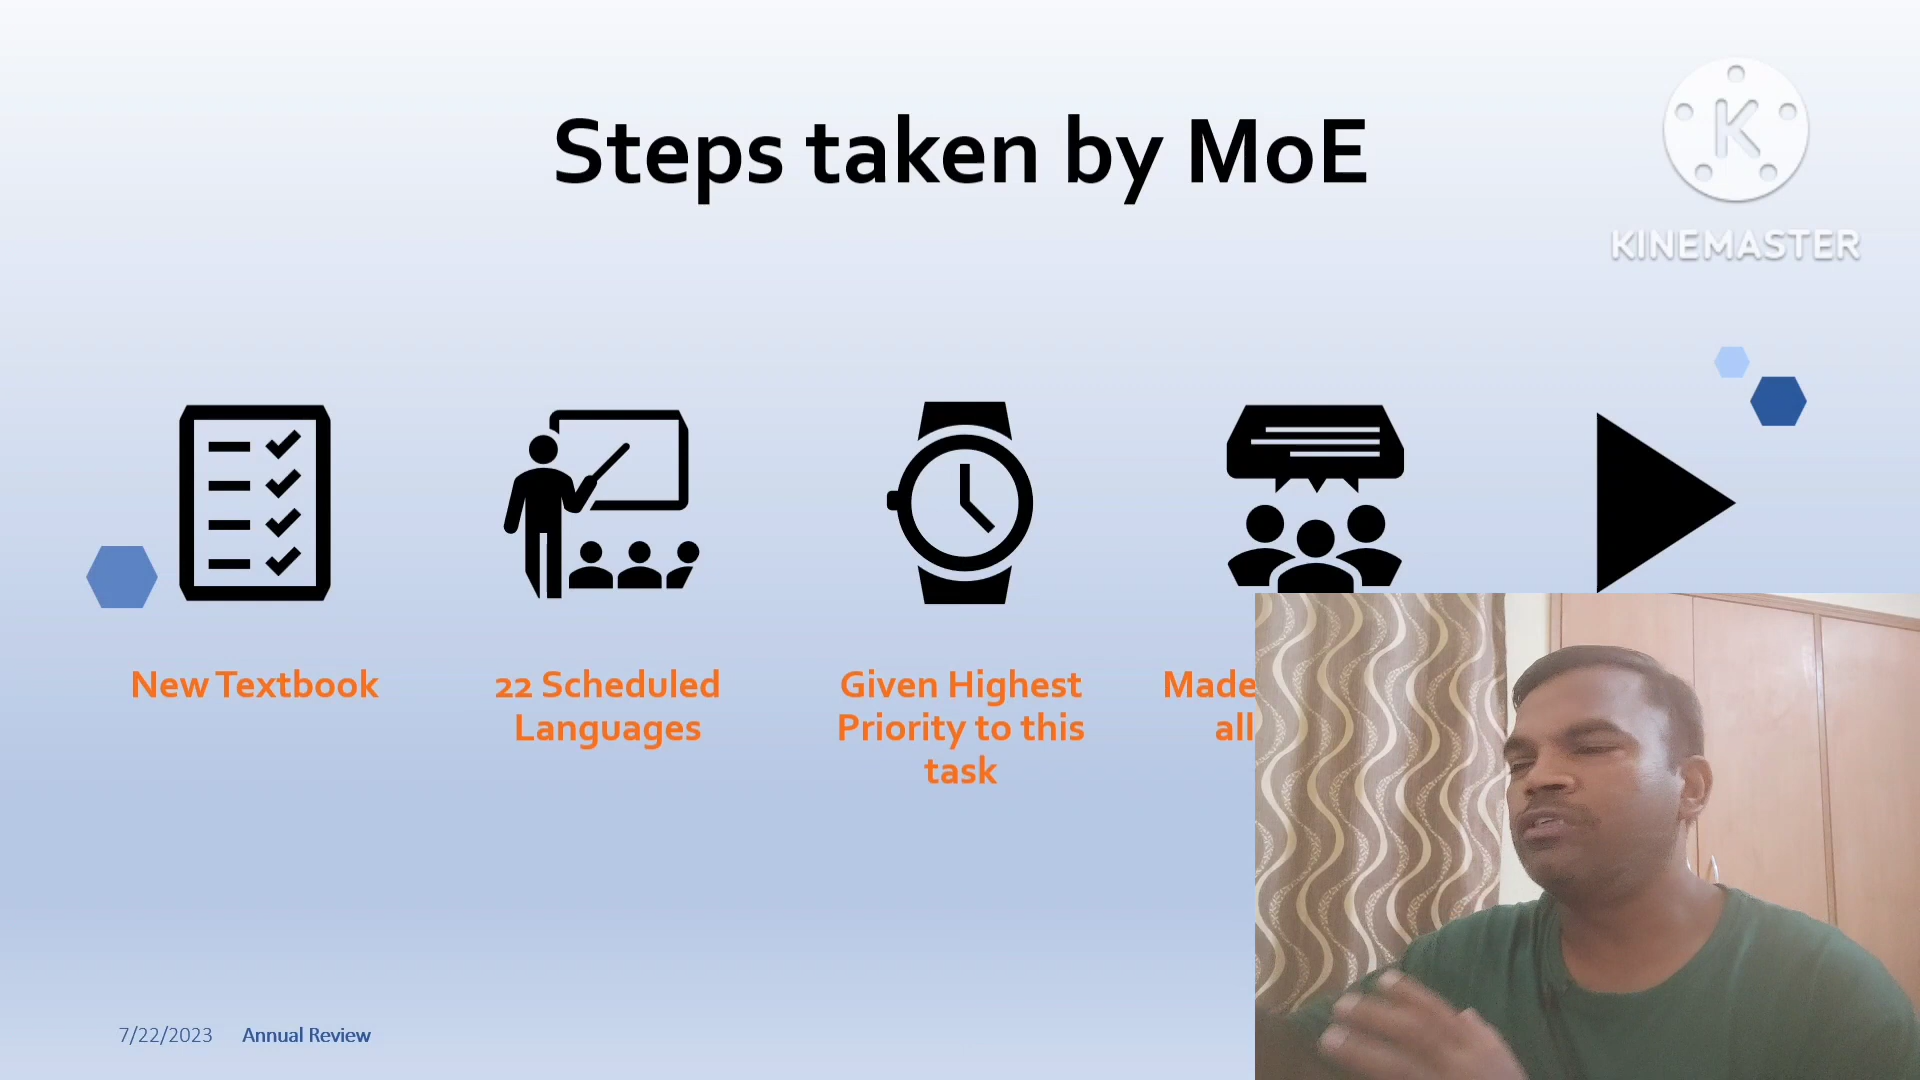 Steps taken by MoE
K
KINEMASTER
New Textbook
22 Scheduled
Languages
Given Highest
Priority to this
task
Made
all
7/22/2023 Annual Review